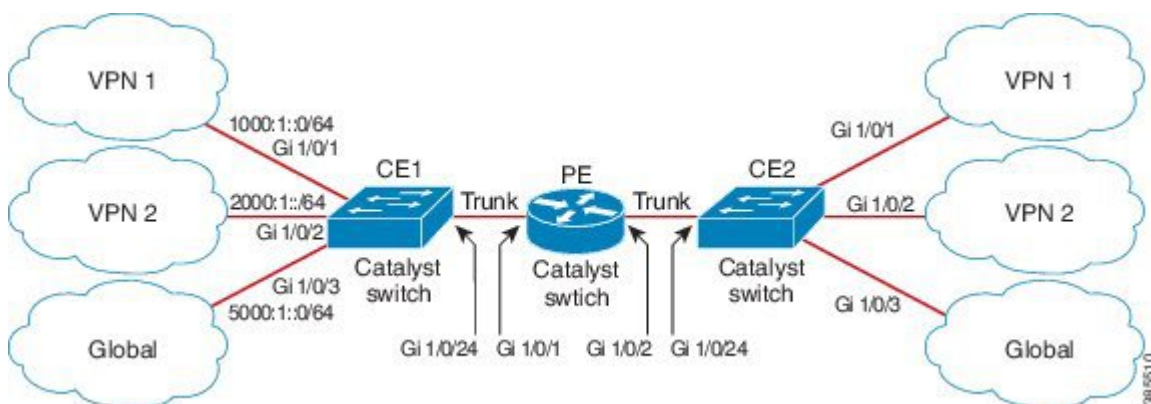 VPN 1
1000:1::0/64
Gi 1/0/1
VPN 2
2000:1::/64
Gi 1/0/2
Global
Gi 1/0/3
5000:1::0/64
CE1
Catalyst
switch
Trunk
Gi 1/0/24
Gi 1/0/1
PE
Catalyst
swtich
Trunk
Gi 1/0/2
Gi 1/0/24
CE2
Catalyst
switch
Gi 1/0/1
VPN 1
Gi 1/0/2
VPN 2
Gi 1/0/3
Global
385510